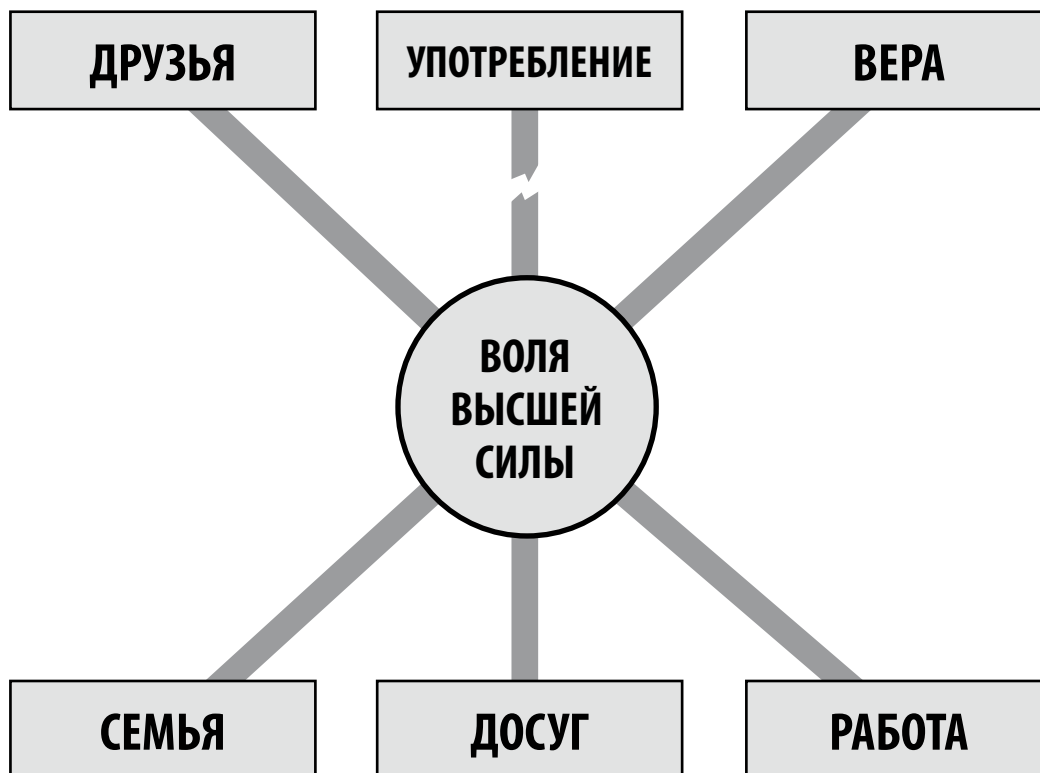 ДРУЗЬЯ
УПОТРЕБЛЕНИЕ
ВЕРА
ВОЛЯ
ВЫСШЕЙ
СИЛЫ
СЕМЬЯ
ДОСУГ
РАБОТА